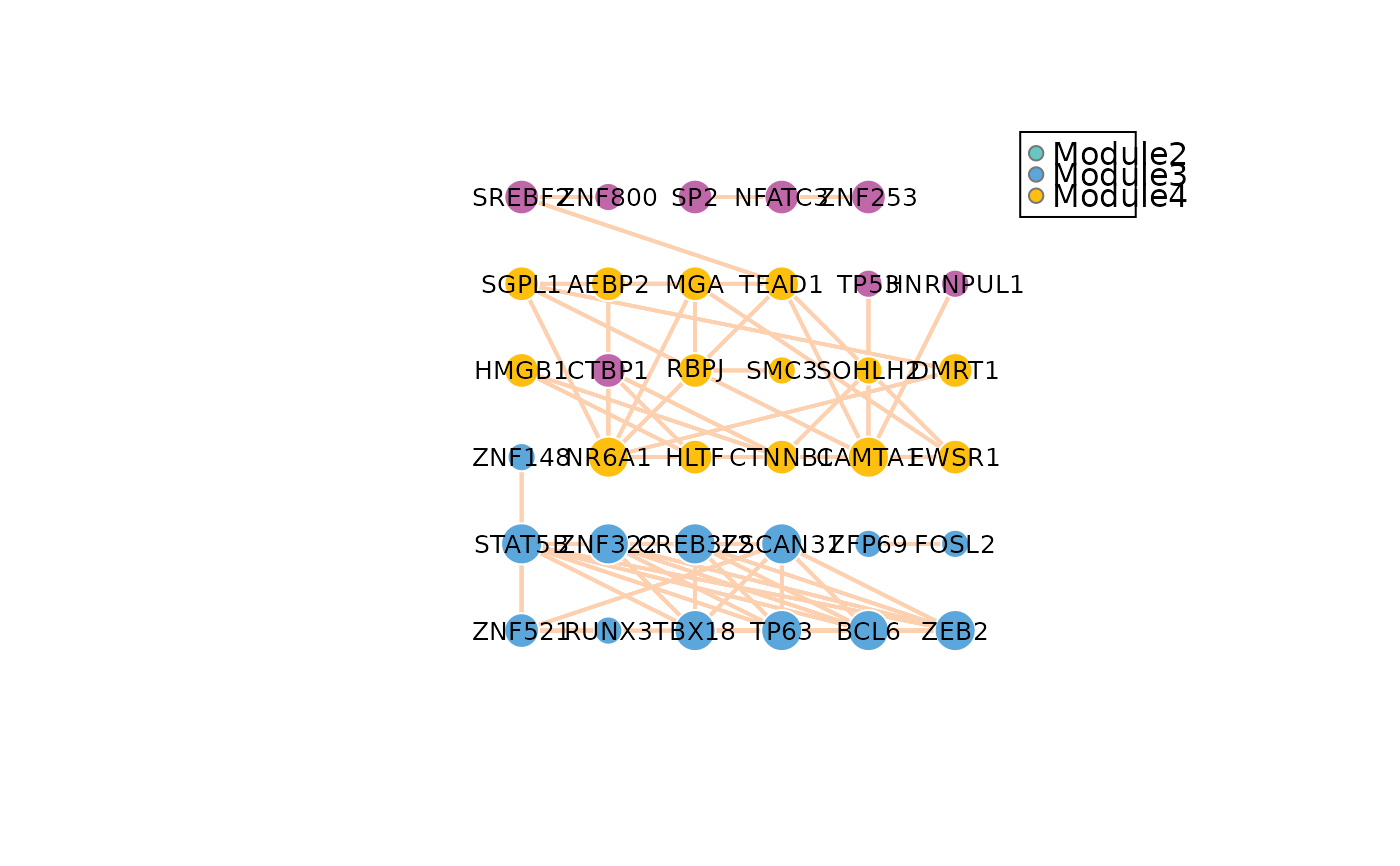 Module2
Module3
Module4
SREBF2 ZNF800 SP2 NFATC3 ZNF253
SGPL1 AEBP2 MGA TEAD1 TP53 HNRNPUL1
HMGB1 CTBP1 RBPJ SMC3 SOHLH2 DMRT1
ZNF148 NR6A1 HLTF CTNNB1 CAMTA1 EWSR1
STAT5B ZNF322 CREB3L2 ZSCAN31 ZFP69 FOSL2
ZNF521 RUNX3 TBX18 TP63 BCL6 ZEB2